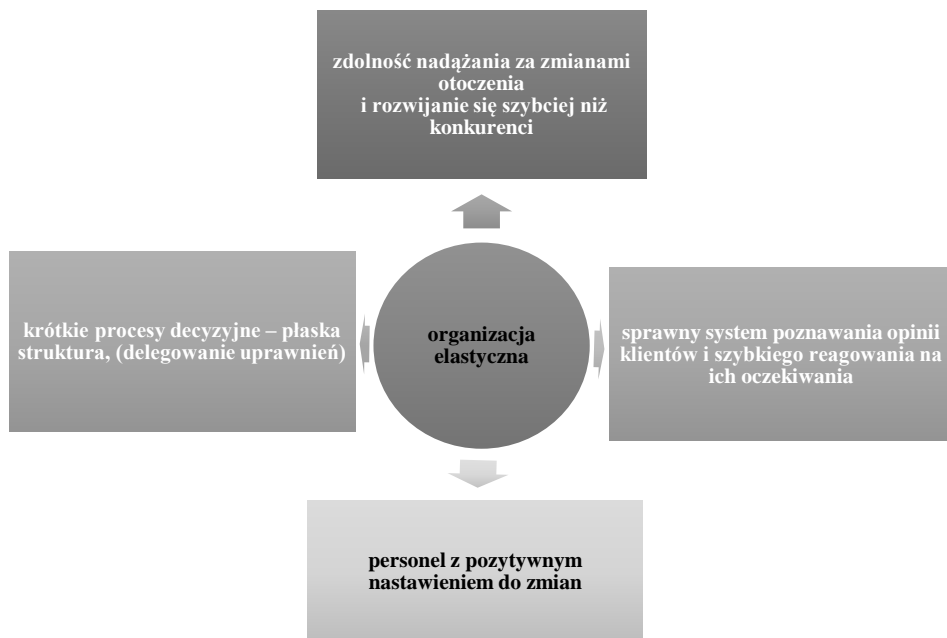 zdolność nadążania za zmianami
otoczenia
i rozwijanie się szybciej niż
konkurenci
krótkie procesy decyzyjne – płaska
struktura, (delegowanie uprawnień)
organizacja
elastyczna
sprawny system poznawania opinii
klientów i szybkiego reagowania na
ich oczekiwania
personel z pozytywnym
nastawieniem do zmian